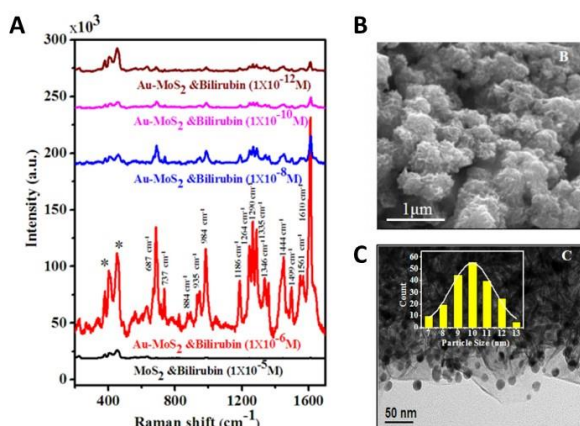 A
×10³
300
250
200
150
100
50
0
Intensity (a.u.)
Au-MoS₂ &Bilirubin (1X10⁻¹²M)
Au-MoS₂ &Bilirubin (1X10⁻¹⁰M)
Au-MoS₂ &Bilirubin (1X10⁻⁸M)
* *
687 cm⁻¹
737 cm⁻¹
884 cm⁻¹
935 cm⁻¹
984 cm⁻¹
1186 cm⁻¹
1264 cm⁻¹
1290 cm⁻¹
1335 cm⁻¹
1346 cm⁻¹
1444 cm⁻¹
1499 cm⁻¹
1561 cm⁻¹
1610 cm⁻¹
Au-MoS₂ &Bilirubin (1X10⁻⁶M)
MoS₂ &Bilirubin (1X10⁻⁵M)
400 800 1200 1600
Raman shift (cm⁻¹)
B
B
1µm
C
C
60
50
40
30
20
10
0
Count
7 8 9 10 11 12 13
Particle Size (nm)
50 nm